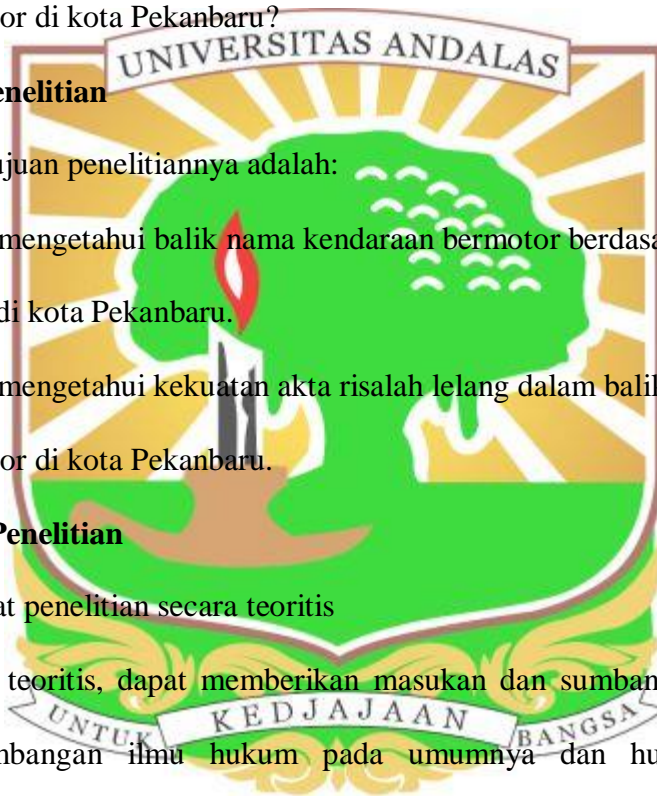 or di kota Pekanbaru?
UNIVERSITAS ANDALAS
enelitian
ujuan penelitiannya adalah:
mengetahui balik nama kendaraan bermotor berdasa
di kota Pekanbaru.
mengetahui kekuatan akta risalah lelang dalam balik
or di kota Pekanbaru.
Penelitian
at penelitian secara teoritis
teoritis, dapat memberikan masukan dan sumban
UNTUK KEDJAJAAN BANGSA
mbangan ilmu hukum pada umumnya dan hu